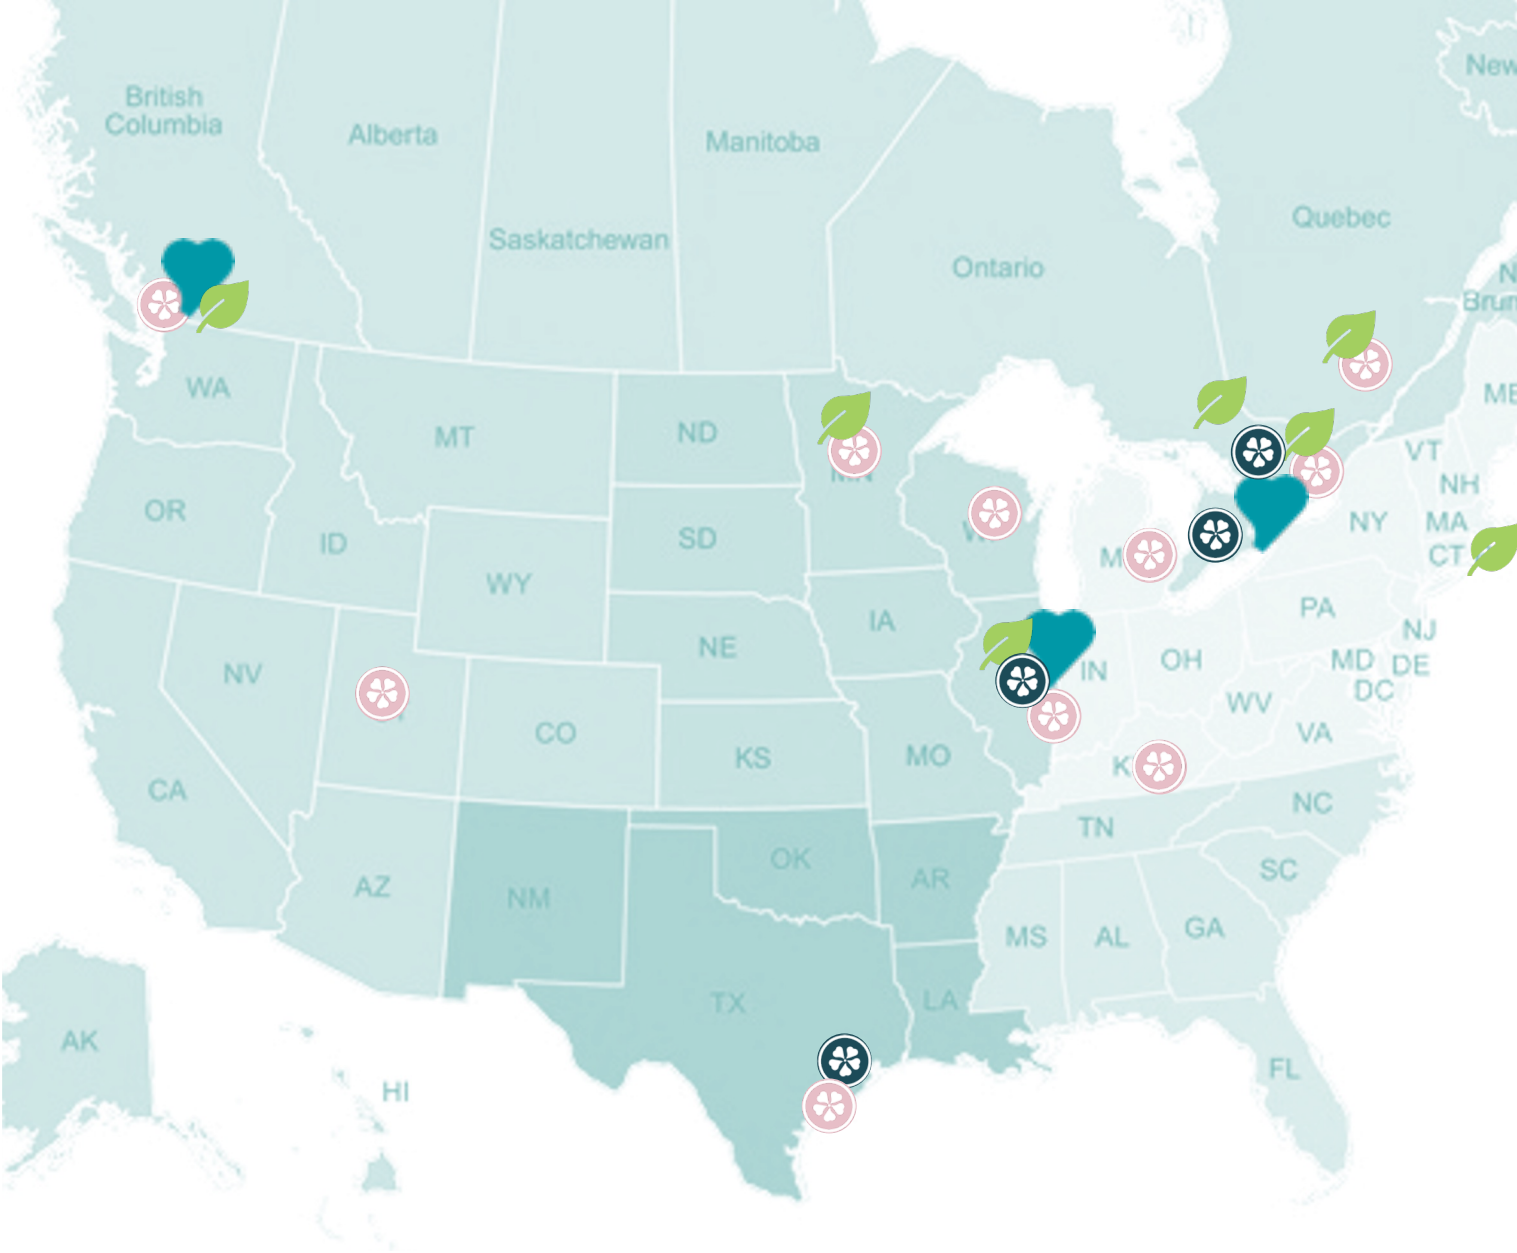 British
Columbia
Alberta
Manitoba
New
Saskatchewan
Ontario
Quebec
N
Brun
WA
MT
ND
ME
VT
OR
ID
SD
MN
NH
NY
MA
CT
WY
M
IA
NE
PA
NJ
NV
OH
IN
MD
DE
DC
CO
KS
MO
WV
VA
CA
K
NC
TN
AZ
NM
OK
AR
SC
MS
AL
GA
TX
LA
AK
HI
FL